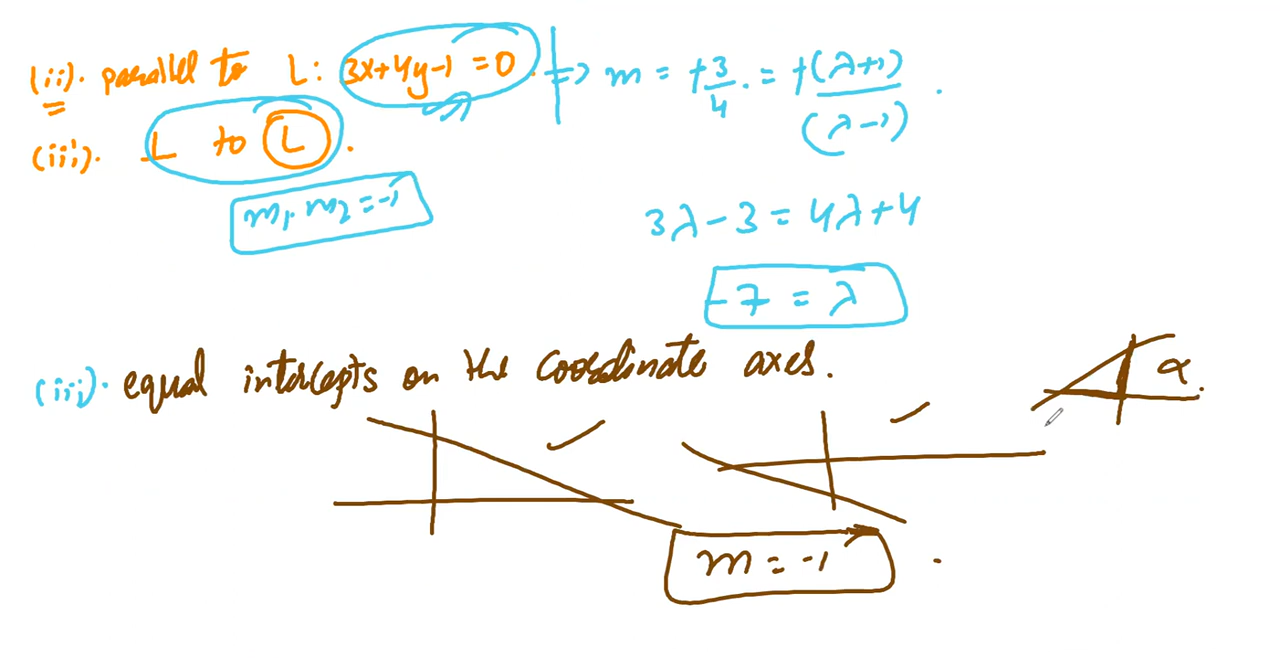 (ii). parallel to L: 3x+4y-1 = 0. => m = +3/4. = +(λ+1)/(λ-1).
(iii). ⊥ to L.
m₁. m₂ = -1
3λ - 3 = 4λ + 4
-7 = λ
(iii). equal intercepts on the coordinate axes.
α.
m = -1.